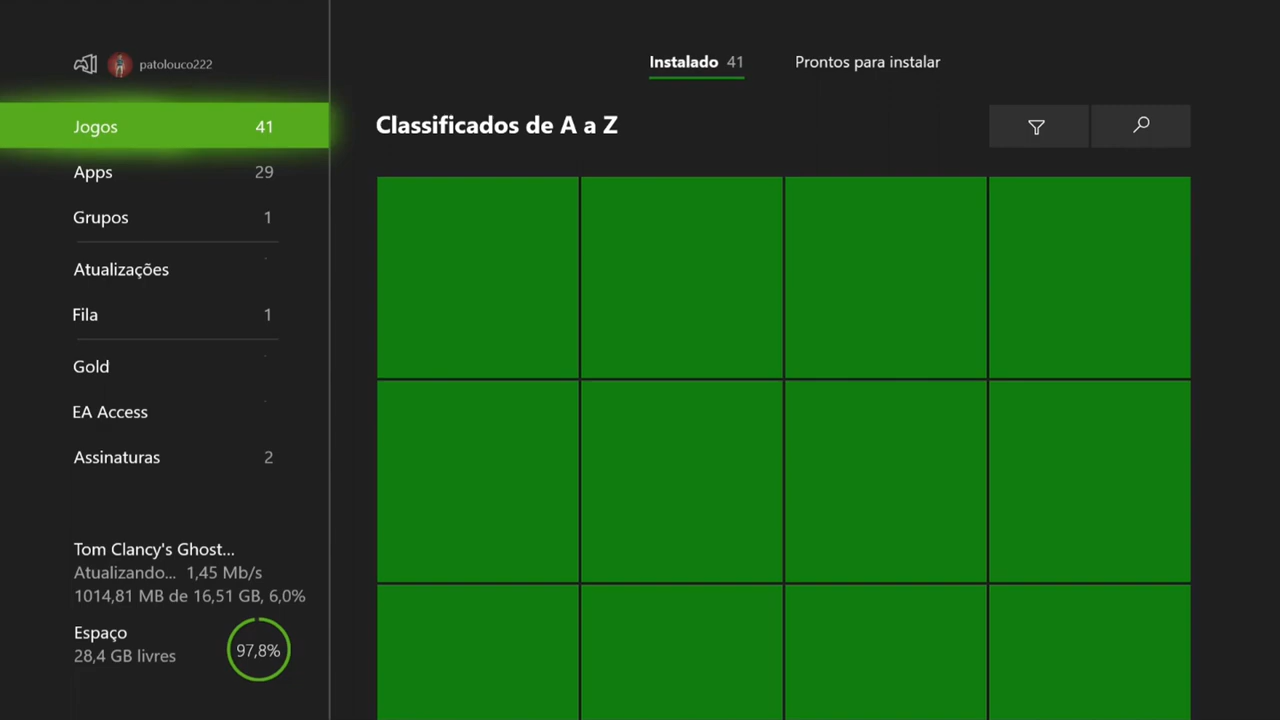 patolouco222
Jogos 41
Apps 29
Grupos 1
Atualizações
Fila 1
Gold
EA Access
Assinaturas 2
Tom Clancy's Ghost...
Atualizando... 1,45 Mb/s
1014,81 MB de 16,51 GB, 6,0%
Espaço
28,4 GB livres
97,8%
Instalado 41 Prontos para instalar
Classificados de A a Z